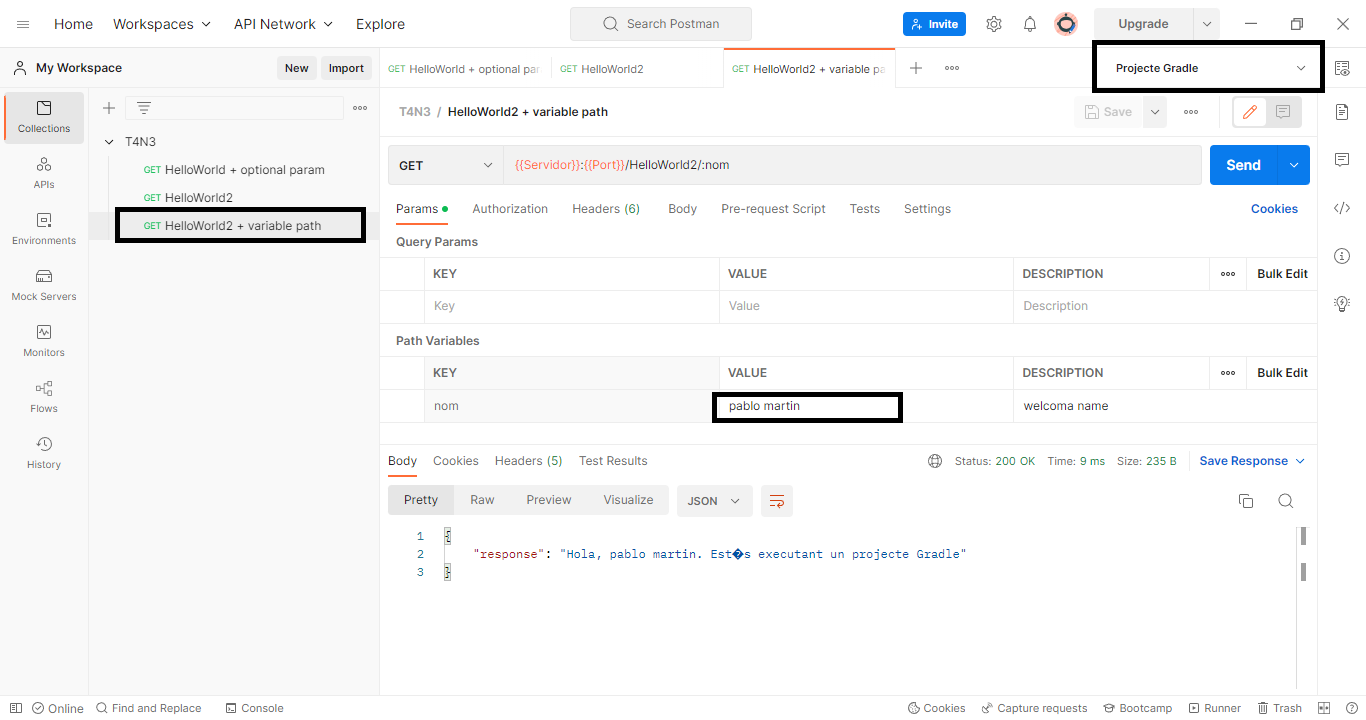 Home Workspaces API Network Explore Search Postman Invite Upgrade
My Workspace New Import GET HelloWorld + optional par GET HelloWorld2 GET HelloWorld2 + variable pa Projecte Gradle
Collections
APIs
Environments
Mock Servers
Monitors
Flows
History
T4N3
GET HelloWorld + optional param
GET HelloWorld2
GET HelloWorld2 + variable path
T4N3 / HelloWorld2 + variable path Save
GET {{Servidor}}:{{Port}}/HelloWorld2/:nom Send
Params Authorization Headers (6) Body Pre-request Script Tests Settings Cookies
Query Params
KEY VALUE DESCRIPTION Bulk Edit
Key Value Description
Path Variables
KEY VALUE DESCRIPTION Bulk Edit
nom pablo martin welcoma name
Body Cookies Headers (5) Test Results Status: 200 OK Time: 9 ms Size: 235 B Save Response
Pretty Raw Preview Visualize JSON
1 {
2 "response": "Hola, pablo martin. Est�s executant un projecte Gradle"
3 }
Online Find and Replace Console Cookies Capture requests Bootcamp Runner Trash